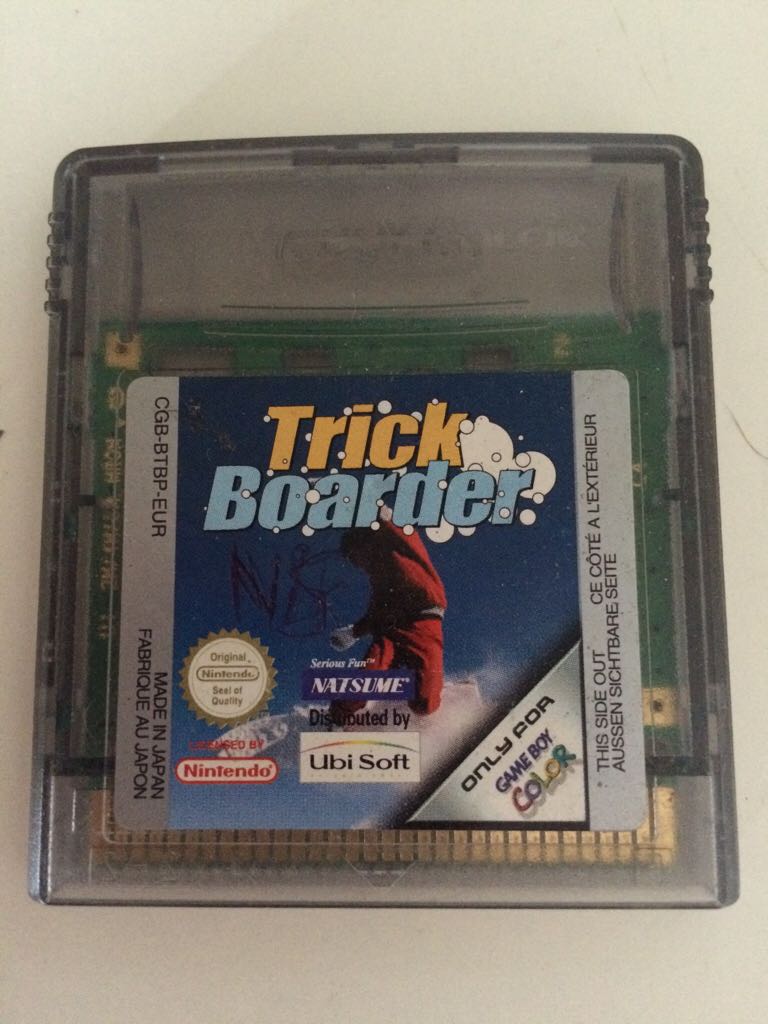 Trick
Boarder
CGB-BTBP-EUR
MADE IN JAPAN
FABRIQUE AU JAPON
Original
Nintendo
Seal of
Quality
LICENSED BY
Nintendo
Serious Fun™
NATSUME®
Distributed by
Ubi Soft
ONLY FOR
GAME BOY
COLOR
THIS SIDE OUT
CE CÔTÉ A L'EXTÉRIEUR
AUSSEN SICHTBARE SEITE